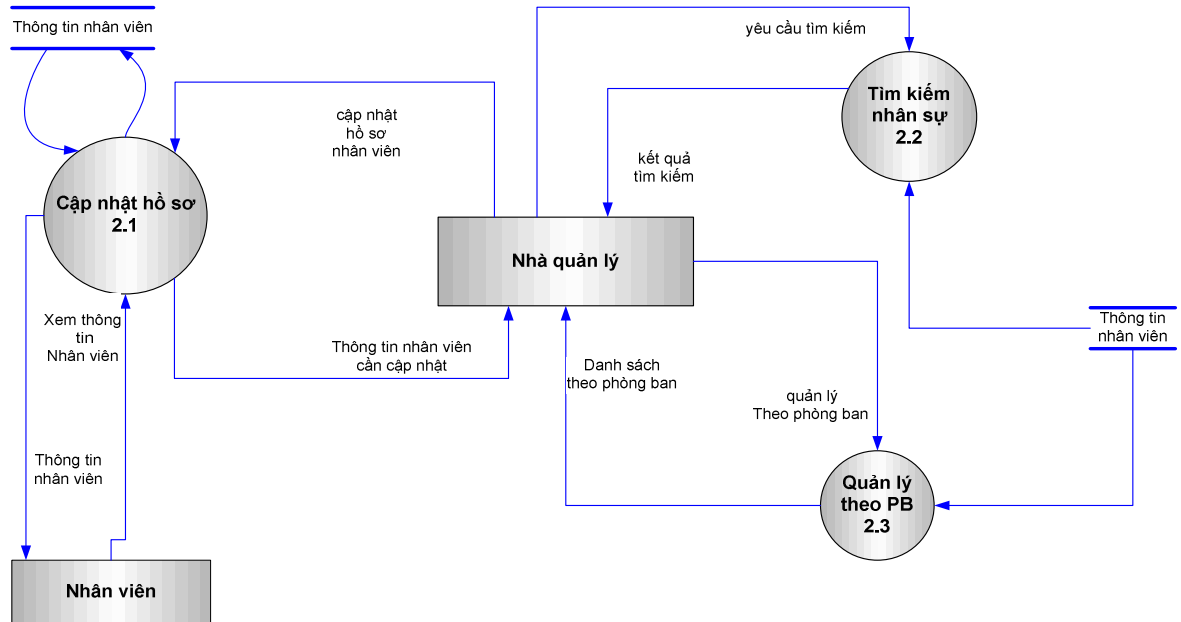 Thông tin nhân viên
yêu cầu tìm kiếm
Tìm kiếm
nhân sự
2.2
cập nhật
hồ sơ
nhân viên
kết quả
tìm kiếm
Cập nhật hồ sơ
2.1
Nhà quản lý
Xem thông
tin
Nhân viên
Thông tin
nhân viên
Thông tin nhân viên
cần cập nhật
Danh sách
theo phòng ban
quản lý
Theo phòng ban
Thông tin
nhân viên
Quản lý
theo PB
2.3
Nhân viên